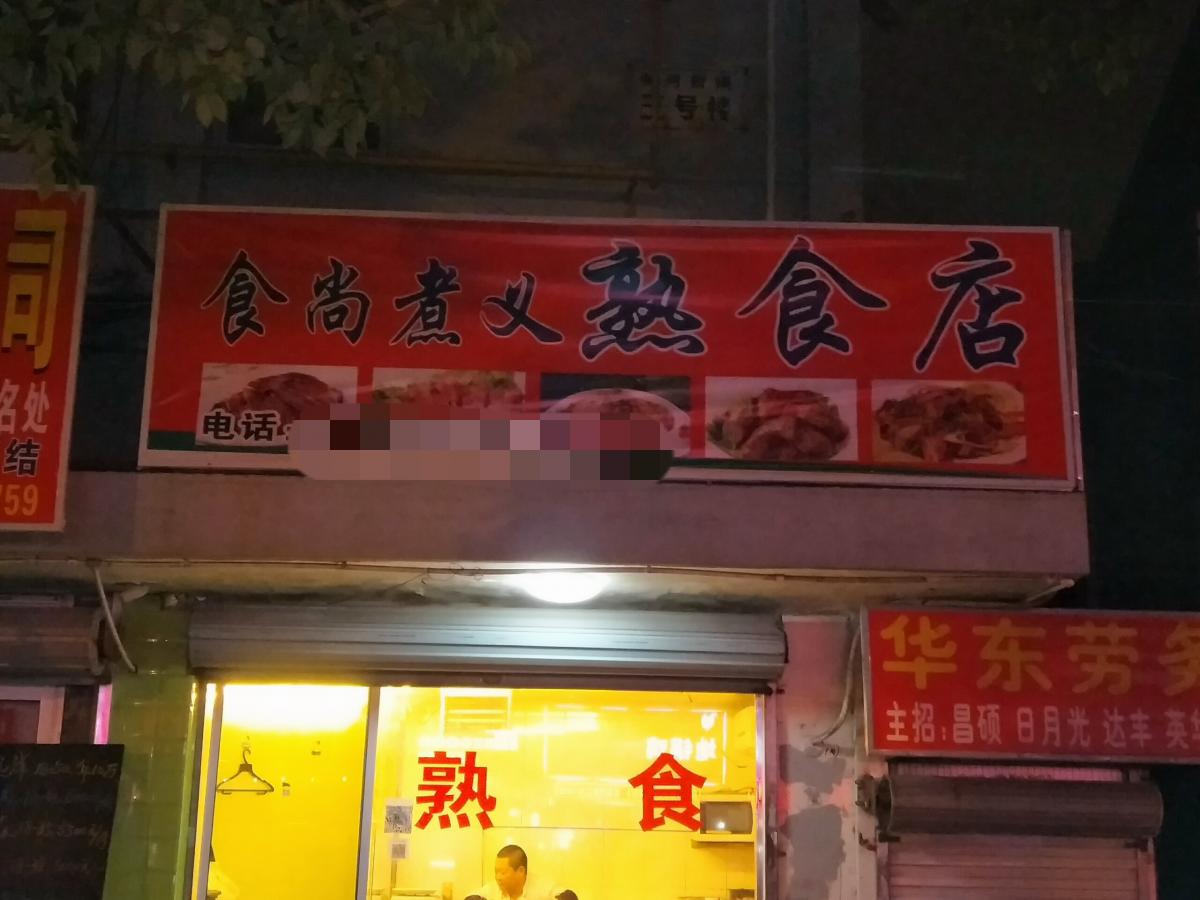 三号楼
司
名处
结
759
食尚煮义熟食店
电话:
华东劳务
主招:昌硕 日月光 达丰 英
熟 食